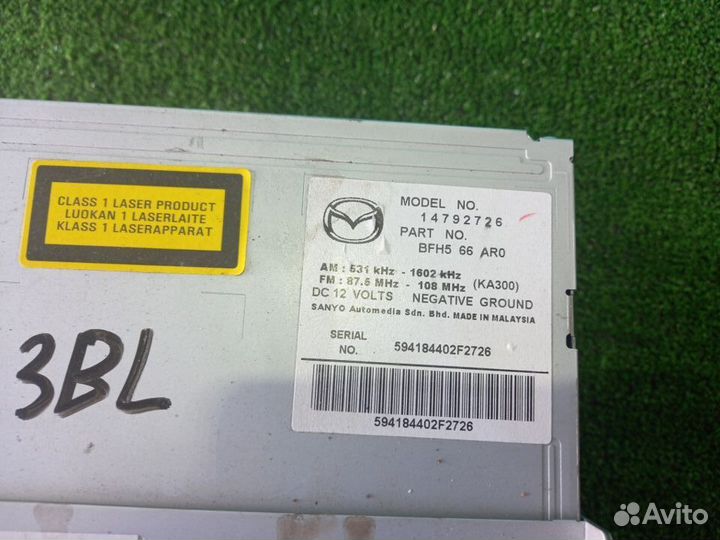 CLASS 1 LASER PRODUCT
LUOKAN 1 LASERLAITE
KLASS 1 LASERAPPARAT
MODEL NO.
14792726
PART NO.
BFH5 66 AR0
AM : 531 kHz - 1602 kHz
FM : 87.5 MHz - 108 MHz (KA300)
DC 12 VOLTS NEGATIVE GROUND
SANYO Automedia Sdn. Bhd. MADE IN MALAYSIA
SERIAL
NO. 594184402F2726
594184402F2726
3BL
Avito